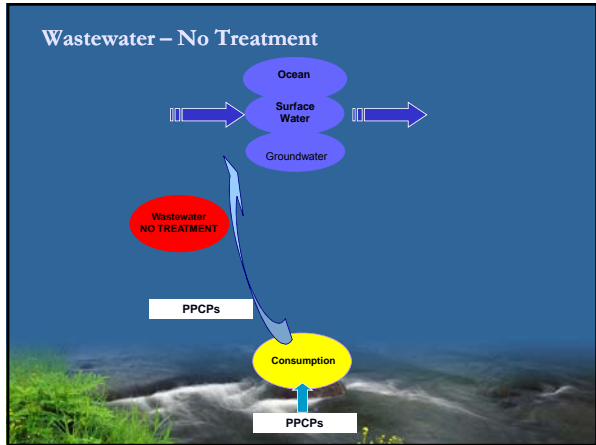 Wastewater – No Treatment
Ocean
Surface
Water
Groundwater
Wastewater
NO TREATMENT
PPCPs
Consumption
PPCPs